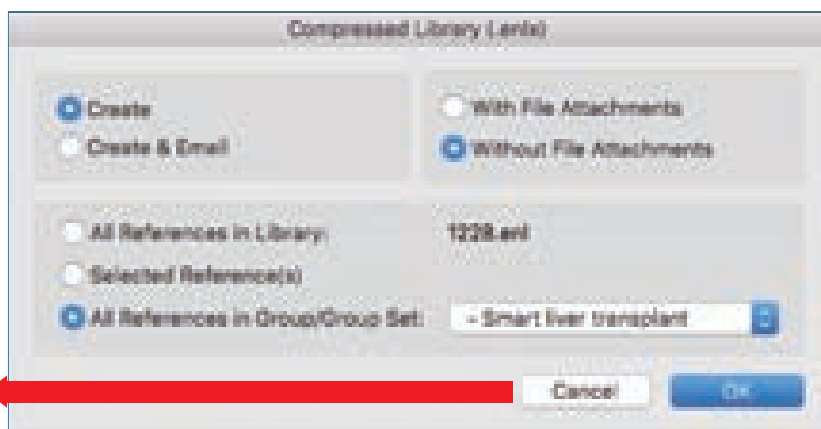 Compressed Library (.enlx)
Create
Create & Email
With File Attachments
Without File Attachments
All References in Library:
1228.enl
Selected Reference(s)
All References in Group/Group Set:
- Smart liver transplant
Cancel
OK